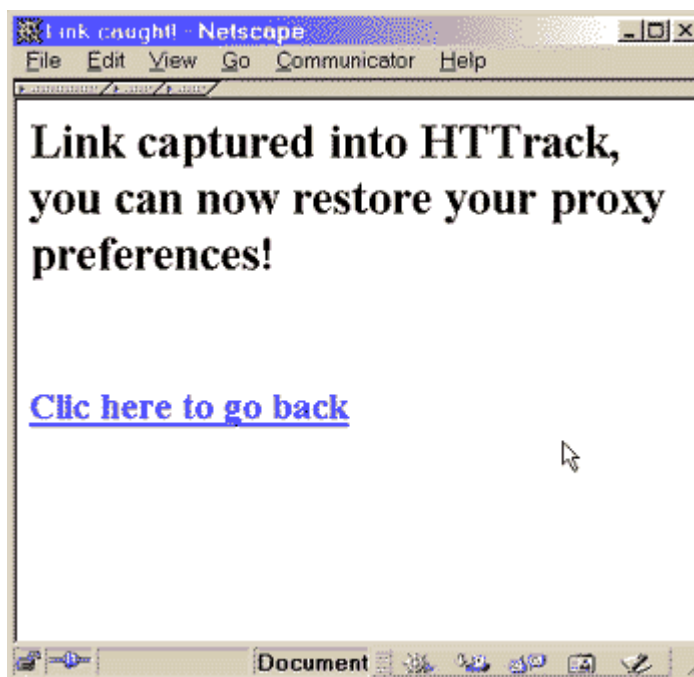 Link caught! - Netscape
File Edit View Go Communicator Help
Link captured into HTTrack,
you can now restore your proxy
preferences!
Clic here to go back
Document